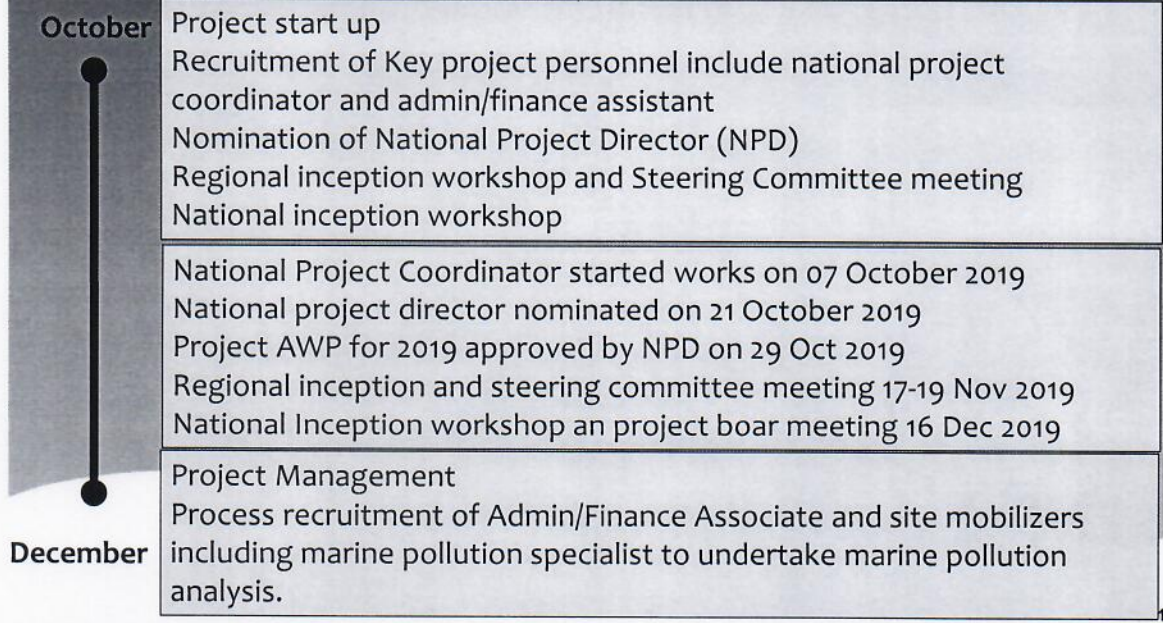 October
Project start up
Recruitment of Key project personnel include national project
coordinator and admin/finance assistant
Nomination of National Project Director (NPD)
Regional inception workshop and Steering Committee meeting
National inception workshop
National Project Coordinator started works on 07 October 2019
National project director nominated on 21 October 2019
Project AWP for 2019 approved by NPD on 29 Oct 2019
Regional inception and steering committee meeting 17-19 Nov 2019
National Inception workshop an project boar meeting 16 Dec 2019
Project Management
Process recruitment of Admin/Finance Associate and site mobilizers
December
including marine pollution specialist to undertake marine pollution
analysis.